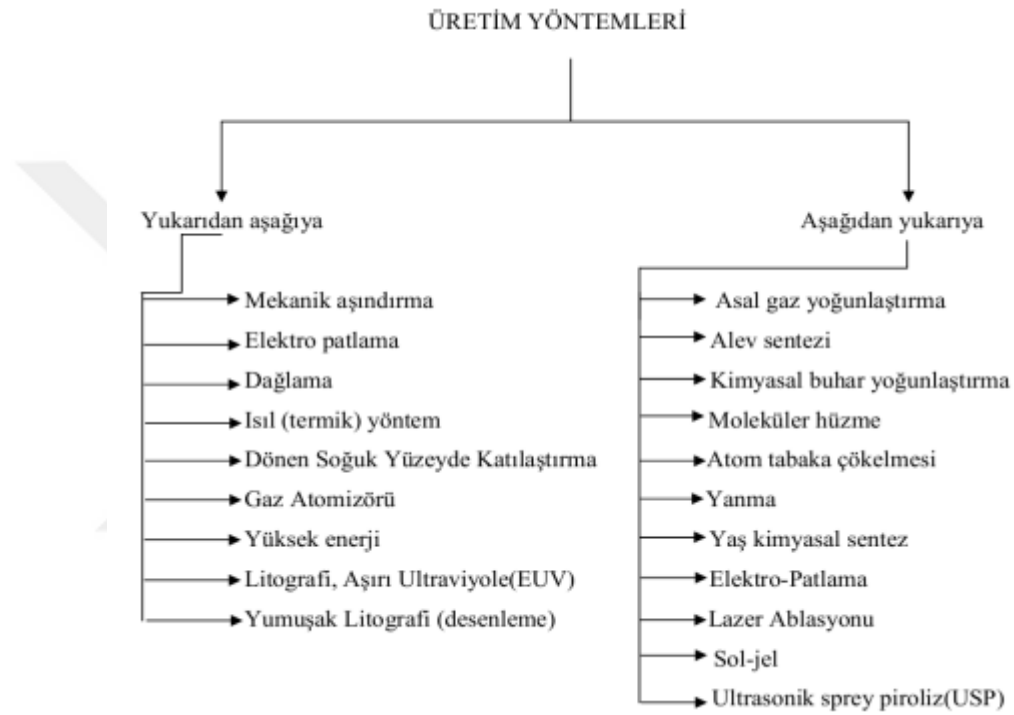 ÜRETİM YÖNTEMLERİ
Yukarıdan aşağıya
Mekanik aşındırma
Elektro patlama
Dağlama
Isıl (termik) yöntem
Dönen Soğuk Yüzeyde Katılaştırma
Gaz Atomizörü
Yüksek enerji
Litografi, Aşırı Ultraviyole(EUV)
Yumuşak Litografi (desenleme)
Aşağıdan yukarıya
Asal gaz yoğunlaştırma
Alev sentezi
Kimyasal buhar yoğunlaştırma
Moleküler hüzme
Atom tabaka çökelmesi
Yanma
Yaş kimyasal sentez
Elektro-Patlama
Lazer Ablasyonu
Sol-jel
Ultrasonik sprey piroliz(USP)